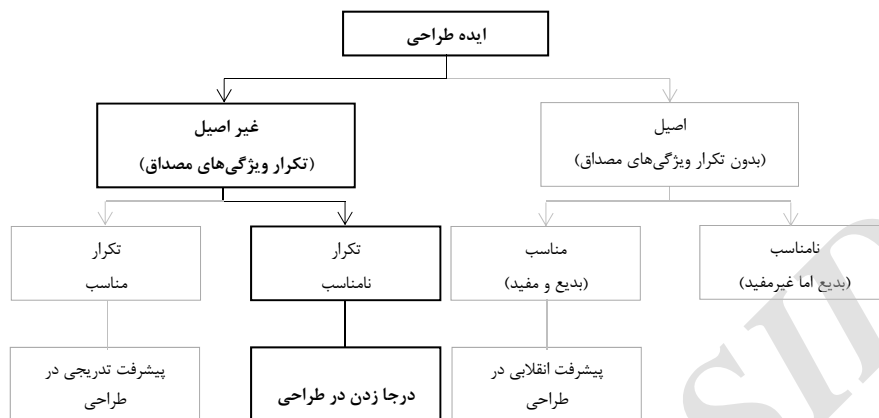 ایده طراحی
اصیل
(بدون تکرار ویژگی‌های مصداق)
غیر اصیل
(تکرار ویژگی‌های مصداق)
نامناسب
(بدیع اما غیرمفید)
مناسب
(بدیع و مفید)
تکرار
نامناسب
تکرار
مناسب
پیشرفت انقلابی در
طراحی
درجا زدن در طراحی
پیشرفت تدریجی در
طراحی
SID